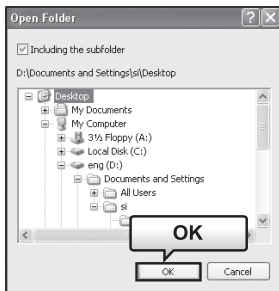 Open Folder
Including the subfolder
D:\Documents and Settings\si\Desktop
Desktop
My Documents
My Computer
3½ Floppy (A:)
Local Disk (C:)
eng (D:)
Documents and Settings
All Users
si
OK
OK
Cancel